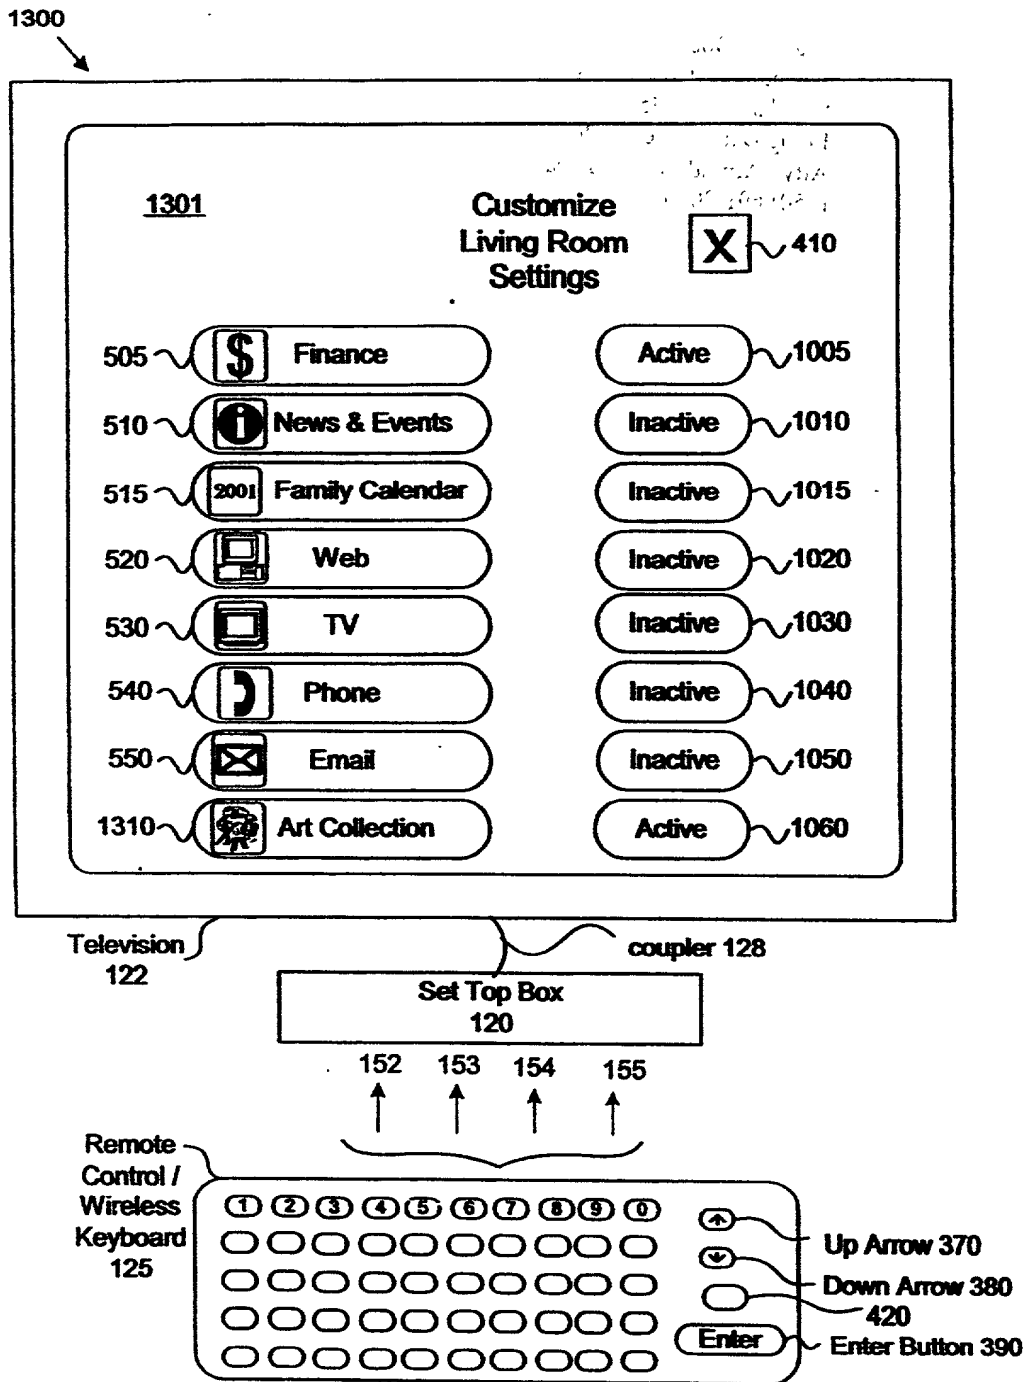 1300
1301
Customize
Living Room
Settings
X
410
505
$ Finance
Active
1005
510
i News & Events
Inactive
1010
515
2001 Family Calendar
Inactive
1015
520
Web
Inactive
1020
530
TV
Inactive
1030
540
Phone
Inactive
1040
550
Email
Inactive
1050
1310
Art Collection
Active
1060
Television
122
coupler 128
Set Top Box
120
152 153 154 155
Remote
Control /
Wireless
Keyboard
125
1 2 3 4 5 6 7 8 9 0
Up Arrow 370
Down Arrow 380
420
Enter
Enter Button 390